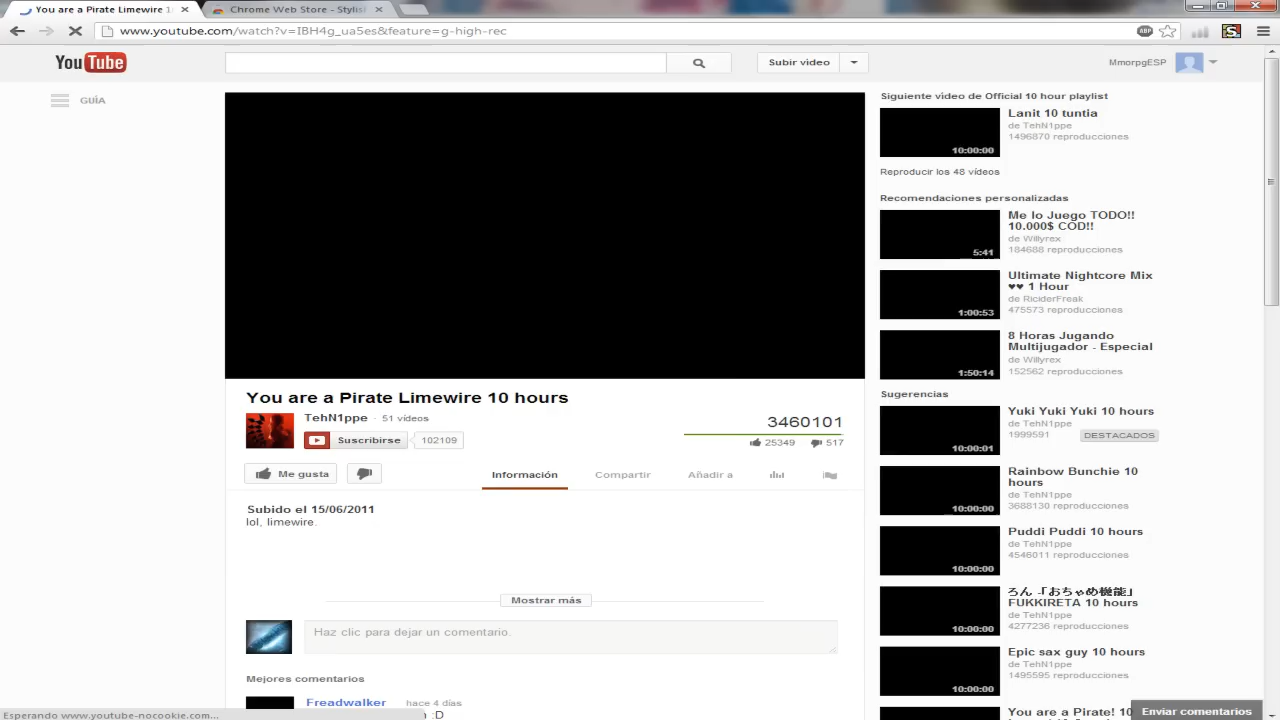 You are a Pirate Limewire 1
Chrome Web Store - Stylis
www.youtube.com/watch?v=IBH4g_ua5es&feature=g-high-rec
ABP
S
YouTube
Subir video
MmorpgESP
GUÍA
Siguiente vídeo de Official 10 hour playlist
Lanit 10 tuntia
de TehN1ppe
1496870 reproducciones
10:00:00
Reproducir los 48 vídeos
Recomendaciones personalizadas
Me lo Juego TODO!!
10.000$ COD!!
de Willyrex
184688 reproducciones
5:41
Ultimate Nightcore Mix
♥♥ 1 Hour
de RiciderFreak
475573 reproducciones
1:00:53
8 Horas Jugando
Multijugador - Especial
de Willyrex
152562 reproducciones
1:50:14
Sugerencias
Yuki Yuki Yuki 10 hours
de TehN1ppe
1999591
DESTACADOS
10:00:01
Rainbow Bunchie 10
hours
de TehN1ppe
3688130 reproducciones
10:00:00
Puddi Puddi 10 hours
de TehN1ppe
4546011 reproducciones
10:00:00
ろん 「おちゃめ機能」
FUKKIRETA 10 hours
de TehN1ppe
4277236 reproducciones
10:00:00
Epic sax guy 10 hours
de TehN1ppe
1495595 reproducciones
10:00:00
You are a Pirate! 10
Enviar comentarios
You are a Pirate Limewire 10 hours
TehN1ppe · 51 vídeos
Suscribirse 102109
3460101
25349 517
Me gusta
Información Compartir Añadir a
Subido el 15/06/2011
lol, limewire.
Mostrar más
Haz clic para dejar un comentario.
Mejores comentarios
Freadwalker hace 4 días
:D
Esperando www.youtube-nocookie.com...